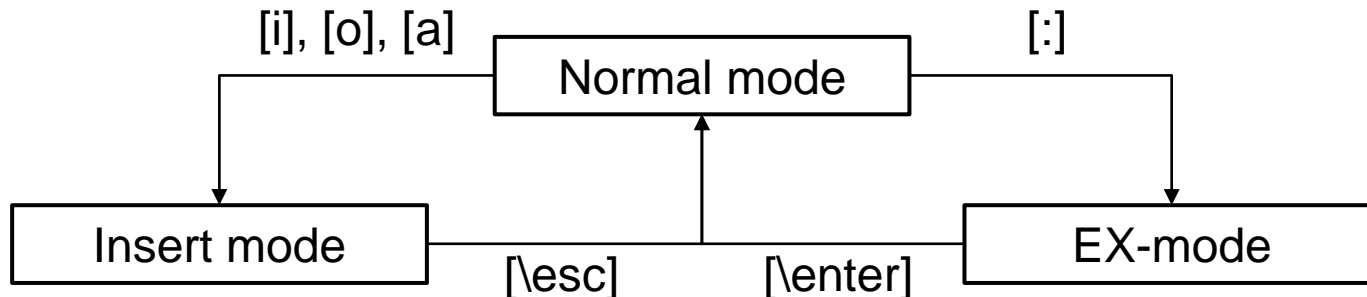 [i], [o], [a]
[:]
Normal mode
Insert mode
EX-mode
[\esc]
[\enter]